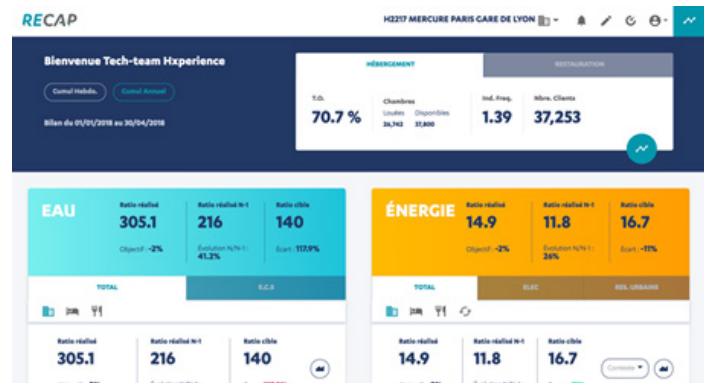 RECAP
H2217 MERCURE PARIS GARE DE LYON
Bienvenue Tech-team Hxperience
Cumul Hebdo. Cumul Annuel
Bilan du 01/01/2018 au 30/04/2018
HÉBERGEMENT RESTAURATION
T.O. Chambres Ind. Freq. Nbre. Clients
Louées Disponibles
70.7 % 26,742 37,800 1.39 37,253
EAU
Ratio réalisé Ratio réalisé N-1 Ratio cible
305.1 216 140
Objectif : -2% Évolution N/N-1 : 41.2% Écart : 117.9%
TOTAL E.C.S
Ratio réalisé Ratio réalisé N-1 Ratio cible
305.1 216 140
ÉNERGIE
Ratio réalisé Ratio réalisé N-1 Ratio cible
14.9 11.8 16.7
Objectif : -2% Évolution N/N-1 : 26% Écart : -11%
TOTAL ELEC RES. URBAINS
Ratio réalisé Ratio réalisé N-1 Ratio cible
14.9 11.8 16.7